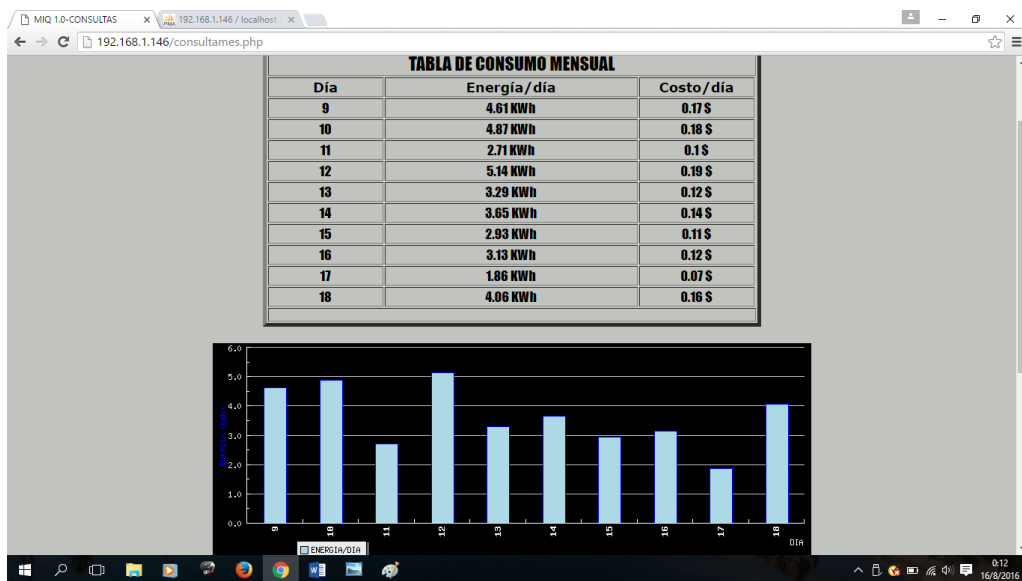 MIQ 1.0-CONSULTAS
192.168.1.146 / localhost
192.168.1.146/consultames.php
TABLA DE CONSUMO MENSUAL
Día Energía/día Costo/día
9 4.61 KWh 0.17 $
10 4.87 KWh 0.18 $
11 2.71 KWh 0.1 $
12 5.14 KWh 0.19 $
13 3.29 KWh 0.12 $
14 3.65 KWh 0.14 $
15 2.93 KWh 0.11 $
16 3.13 KWh 0.12 $
17 1.86 KWh 0.07 $
18 4.06 KWh 0.16 $
6.0
5.0
4.0
3.0
2.0
1.0
0.0
9 10 11 12 13 14 15 16 17 18
DIA
ENERGIA/DIA
0:12
16/8/2016